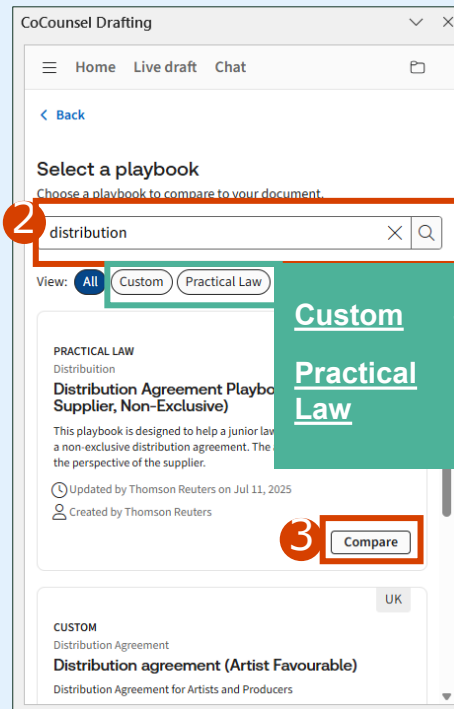 CoCounsel Drafting
Home Live draft Chat
Back
Select a playbook
Choose a playbook to compare to your document.
2
distribution
View: All Custom Practical Law
Custom
Practical
Law
PRACTICAL LAW
Distribuition
Distribution Agreement
Supplier, Non-Exclusive)
This playbook is designed to help a junior
a non-exclusive distribution agreement. The
the perspective of the supplier.
Updated by Thomson Reuters on Jul 11, 2025
Created by Thomson Reuters
3
Compare
UK
CUSTOM
Distribution Agreement
Distribution agreement (Artist Favourable)
Distribution Agreement for Artists and Producers